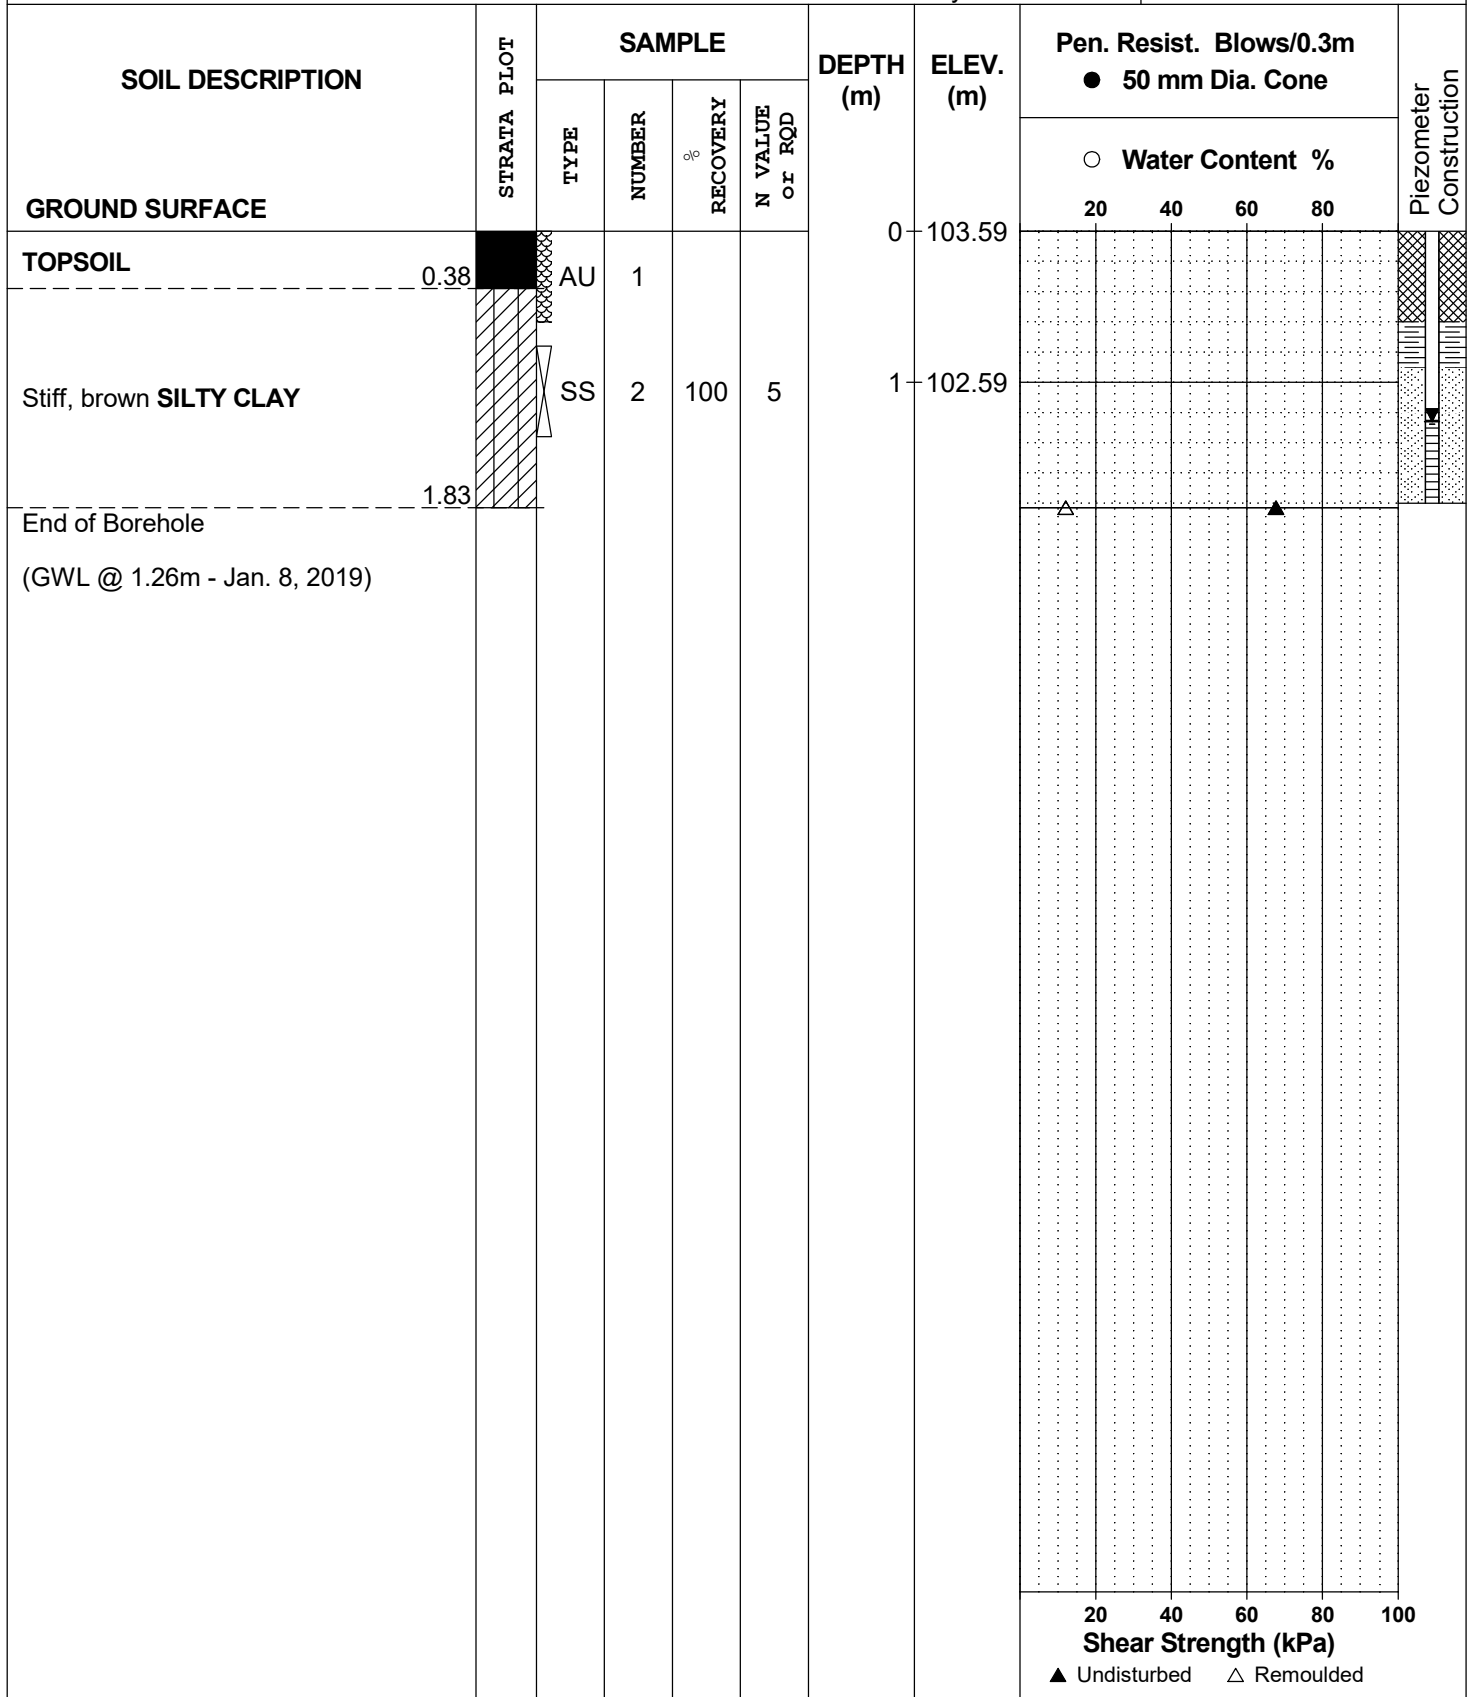 SOIL DESCRIPTION
GROUND SURFACE
STRATA PLOT
SAMPLE
TYPE
NUMBER
% RECOVERY
N VALUE
or RQD
DEPTH
(m)
ELEV.
(m)
Pen. Resist. Blows/0.3m
● 50 mm Dia. Cone
○ Water Content %
20 40 60 80
Piezometer
Construction
TOPSOIL
0.38
AU 1
0 103.59
Stiff, brown SILTY CLAY
SS 2 100 5
1 102.59
1.83
End of Borehole
(GWL @ 1.26m - Jan. 8, 2019)
20 40 60 80 100
Shear Strength (kPa)
▲ Undisturbed △ Remoulded